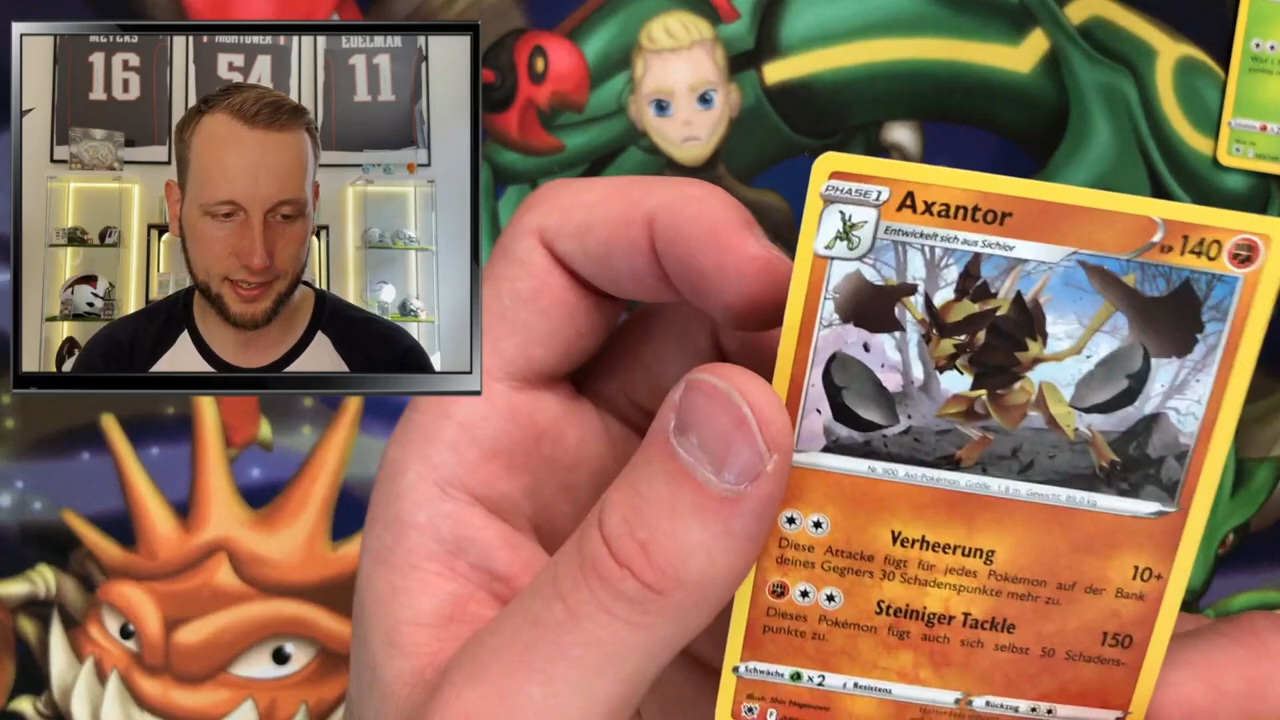 MEYERS
HIGHTOWER
EDELMAN
16
54
11
PHASE 1
Axantor
KP 140
Entwickelt sich aus Sichlor
Nr. 900 Axt-Pokémon Größe: 1,8 m Gewicht: 89,0 kg
Verheerung
10+
Diese Attacke fügt für jedes Pokémon auf der Bank
deines Gegners 30 Schadenspunkte mehr zu.
Steiniger Tackle
150
Dieses Pokémon fügt auch sich selbst 50 Schadens-
punkte zu.
Schwäche
x2
Resistenz
Rückzug